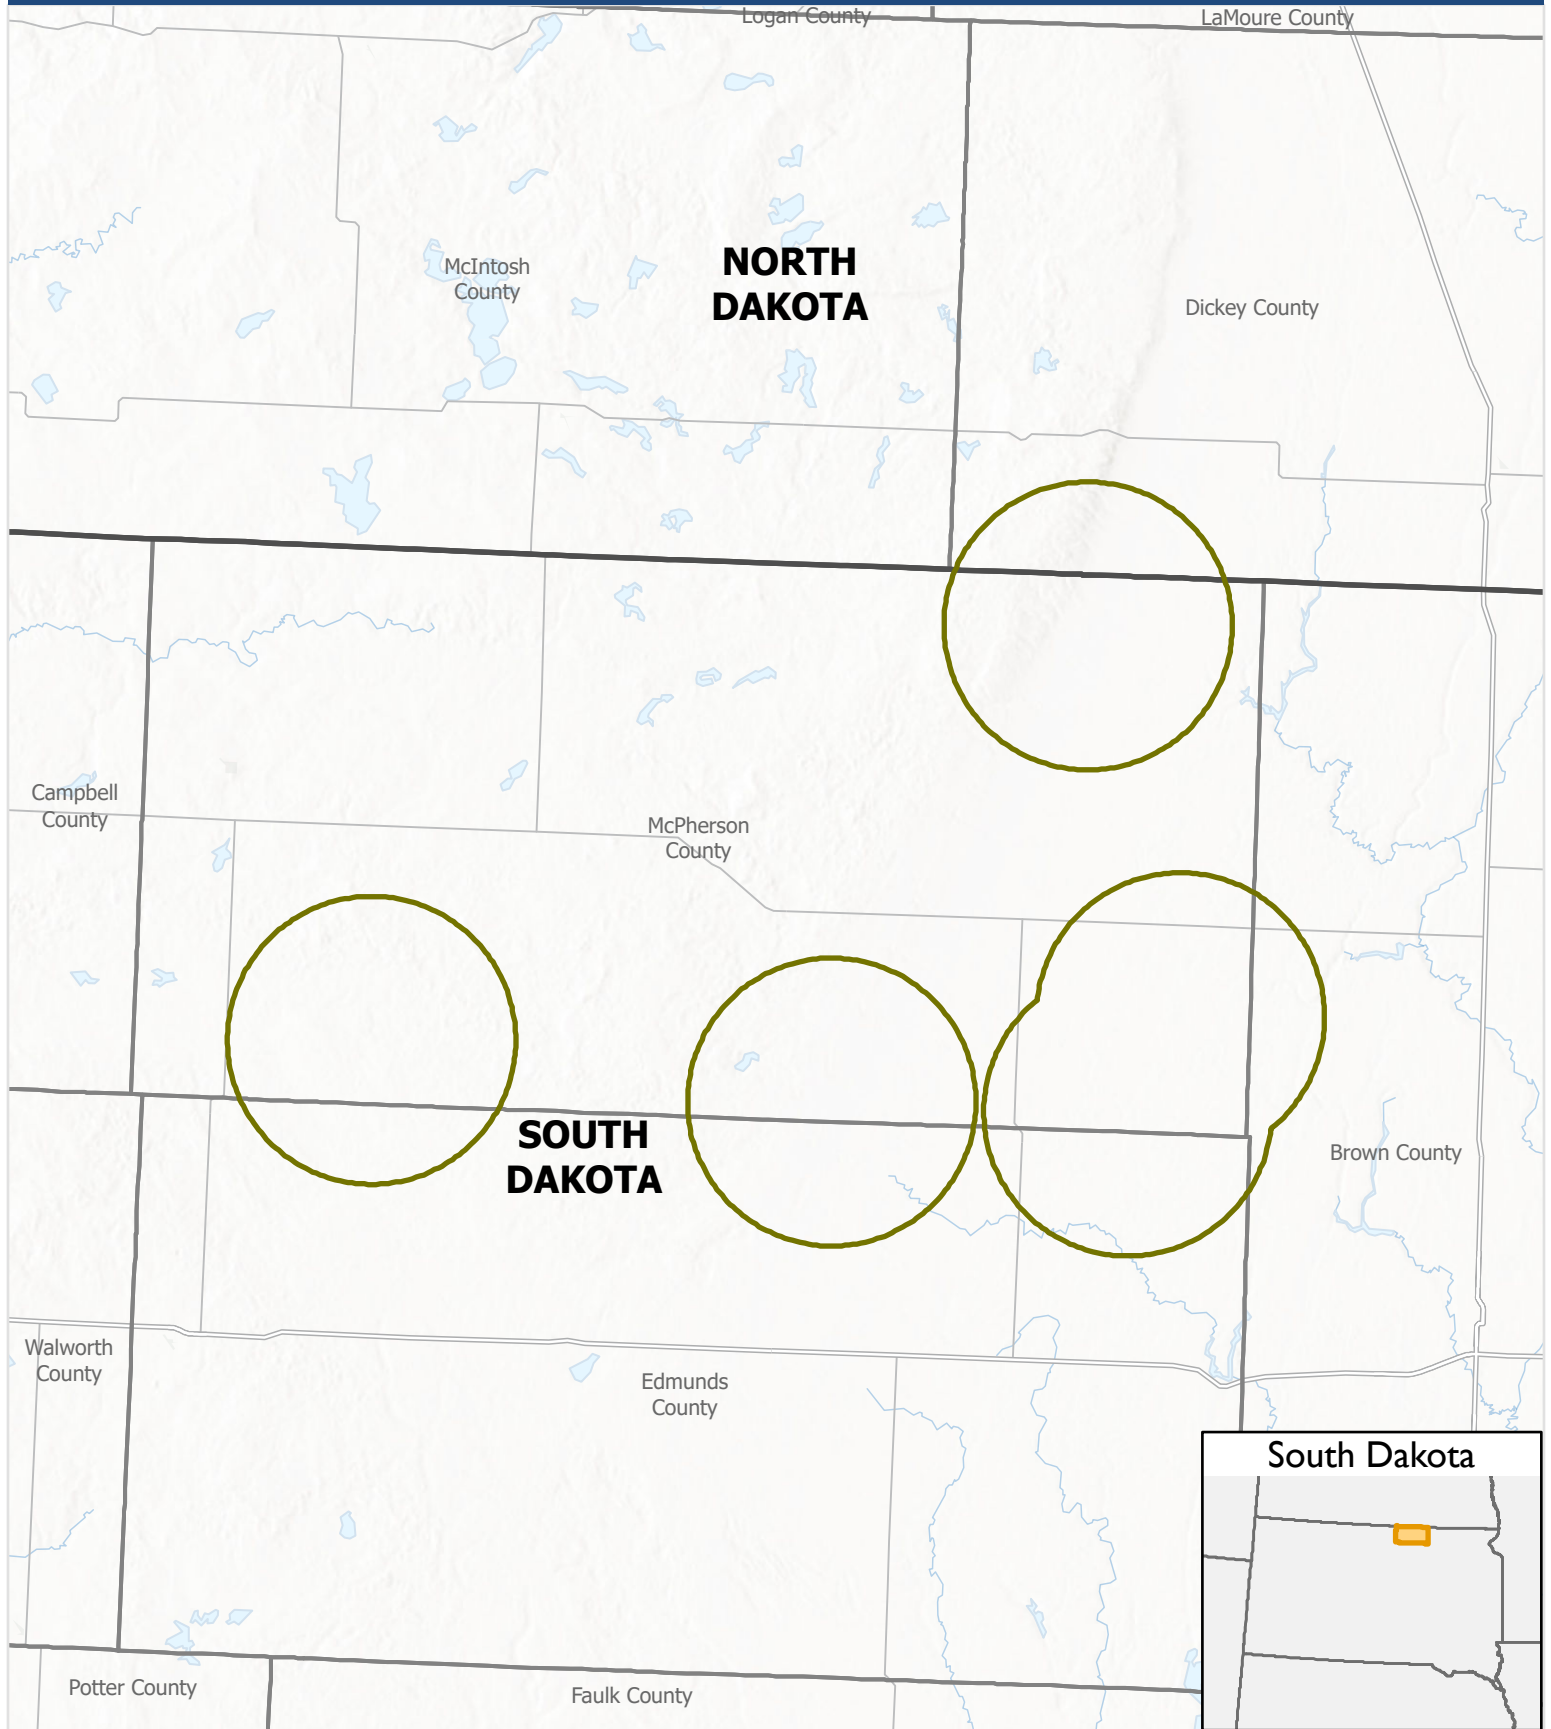 Logan County
LaMoure County
McIntosh
County
NORTH
DAKOTA
Dickey County
Campbell
County
McPherson
County
SOUTH
DAKOTA
Brown County
Walworth
County
Edmunds
County
South Dakota
Potter County
Faulk County